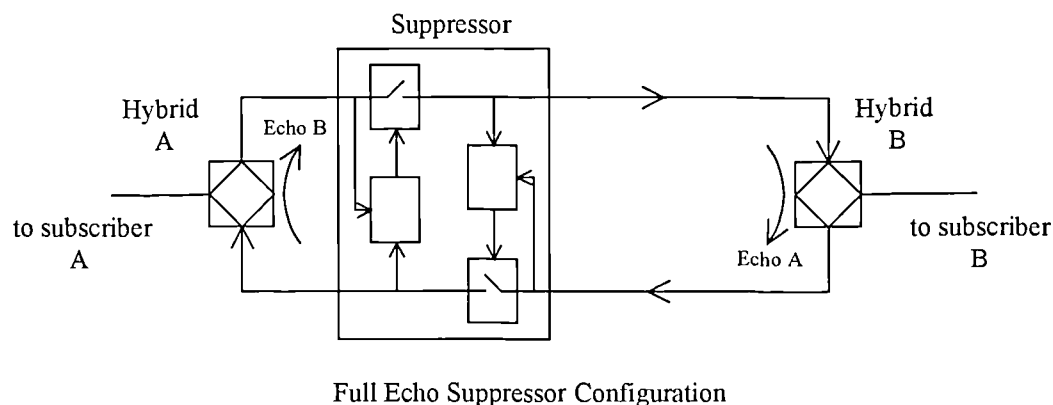 Suppressor
Hybrid
A
Echo B
Hybrid
B
to subscriber
A
Echo A
to subscriber
B
Full Echo Suppressor Configuration